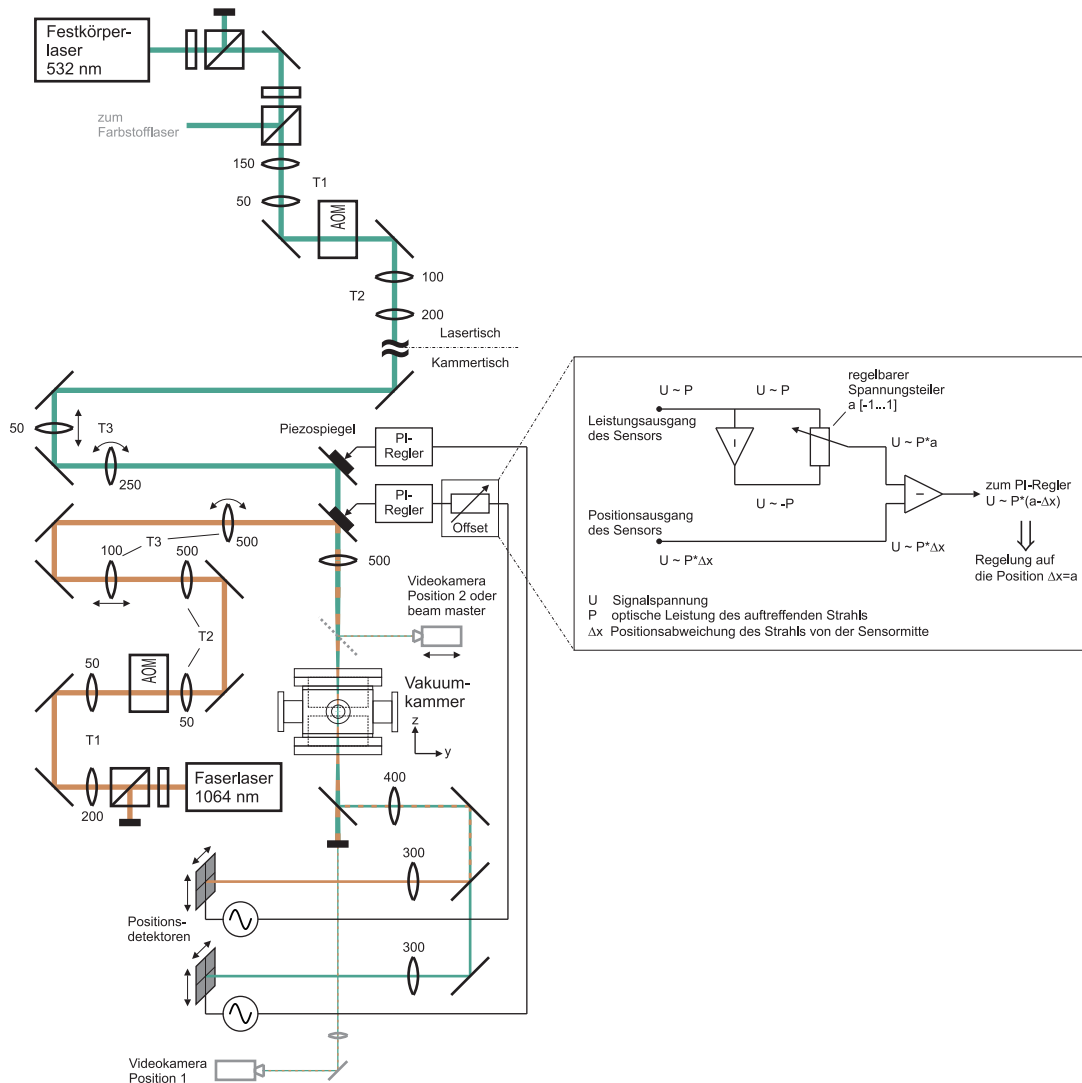 Festkörper-
laser
532 nm
zum
Farbstofflaser
150
T1
50
AOM
100
T2
200
Lasertisch
Kammertisch
50
T3
250
Piezospiegel
PI-
Regler
PI-
Regler
Offset
T3
500
100
500
500
Videokamera
Position 2 oder
beam master
T2
50
AOM
50
Vakuum-
kammer
z
y
T1
200
Faserlaser
1064 nm
400
300
Positions-
detektoren
300
Videokamera
Position 1
U ~ P
U ~ P
regelbarer
Spannungsteiler
a [-1...1]
Leistungsausgang
des Sensors
U ~ P*a
U ~ -P
zum PI-Regler
U ~ P*(a-Δx)
Positionsausgang
des Sensors
U ~ P*Δx
U ~ P*Δx
Regelung auf
die Position Δx=a
U Signalspannung
P optische Leistung des auftreffenden Strahls
Δx Positionsabweichung des Strahls von der Sensormitte